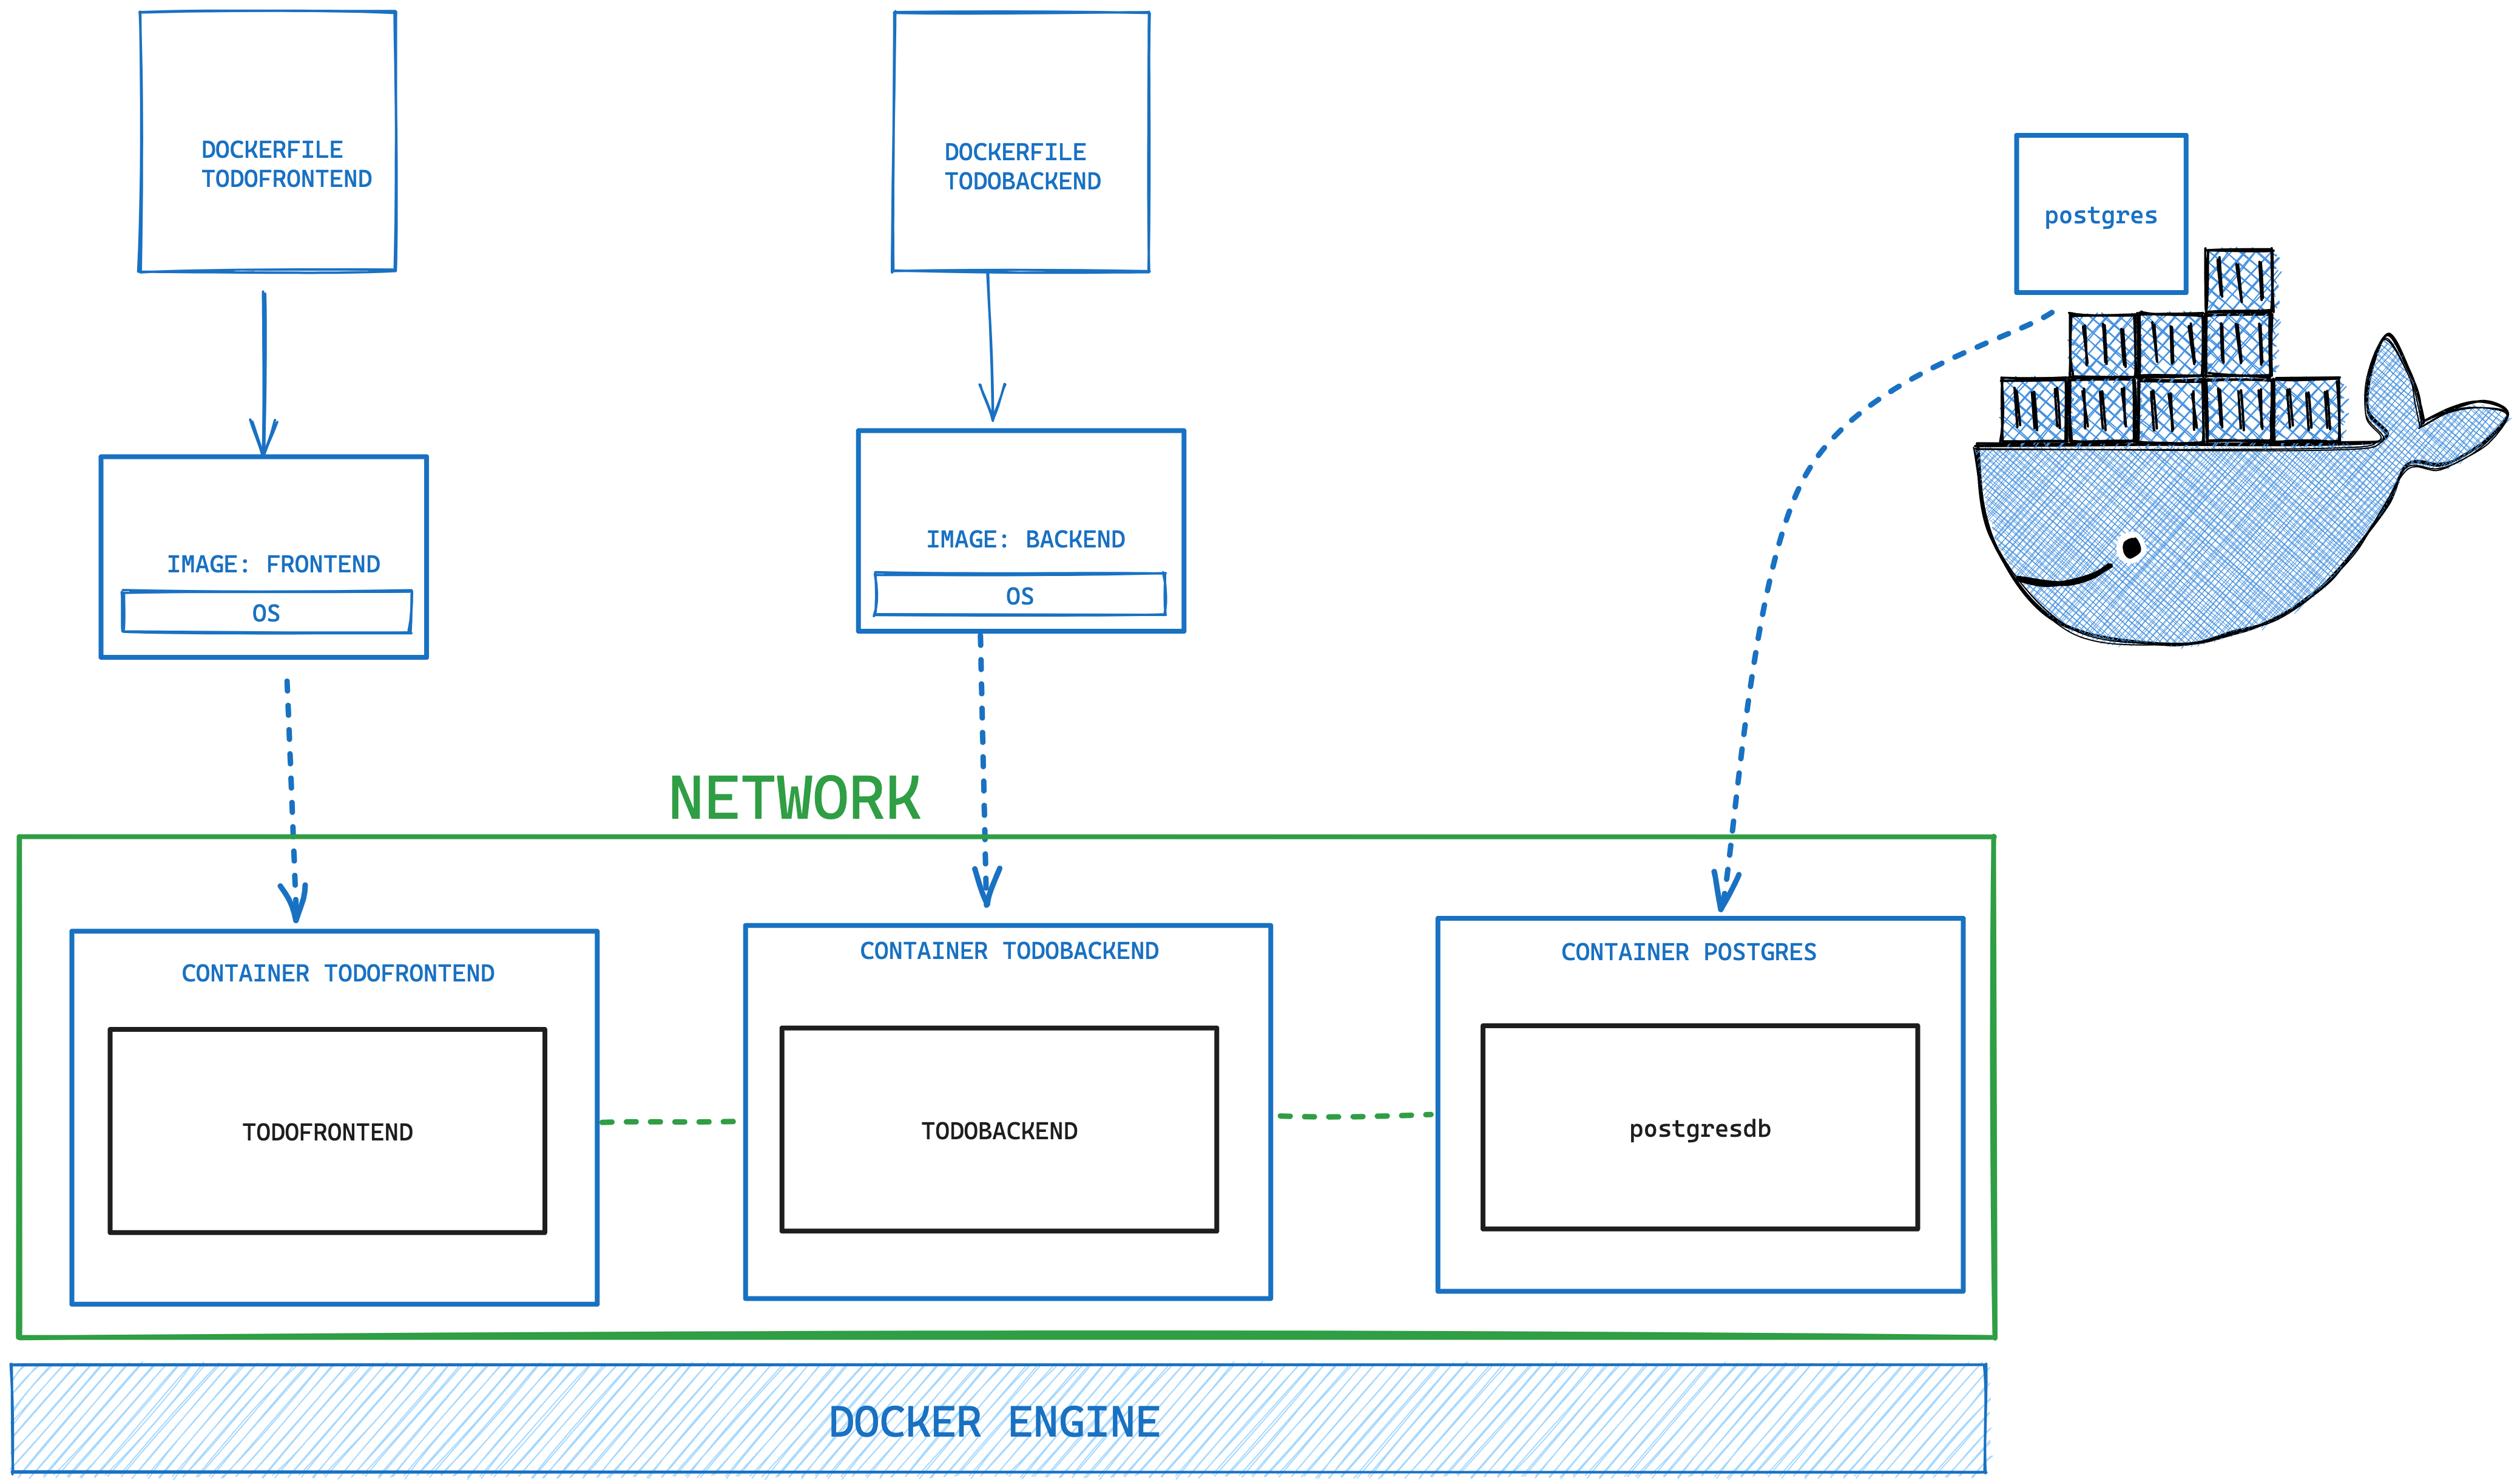 DOCKERFILE
TODOFRONTEND
DOCKERFILE
TODOBACKEND
postgres
IMAGE: FRONTEND
OS
IMAGE: BACKEND
OS
NETWORK
CONTAINER TODOFRONTEND
TODOFRONTEND
CONTAINER TODOBACKEND
TODOBACKEND
CONTAINER POSTGRES
postgresdb
DOCKER ENGINE